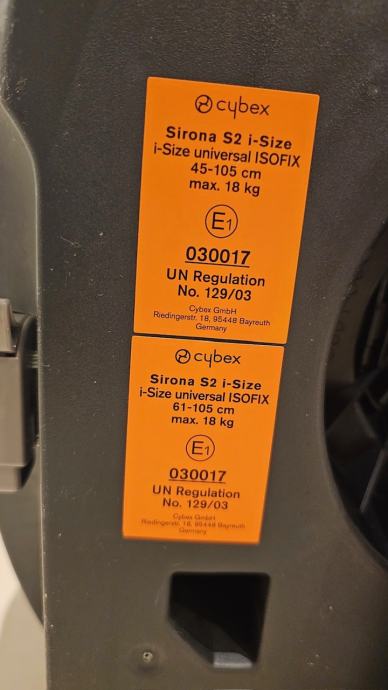 cybex
Sirona S2 i-Size
i-Size universal ISOFIX
45-105 cm
max. 18 kg
E1
030017
UN Regulation
No. 129/03
Cybex GmbH
Riedingerstr. 18, 95448 Bayreuth
Germany
cybex
Sirona S2 i-Size
i-Size universal ISOFIX
61-105 cm
max. 18 kg
E1
030017
UN Regulation
No. 129/03
Cybex GmbH
Riedingerstr. 18, 95448 Bayreuth
Germany